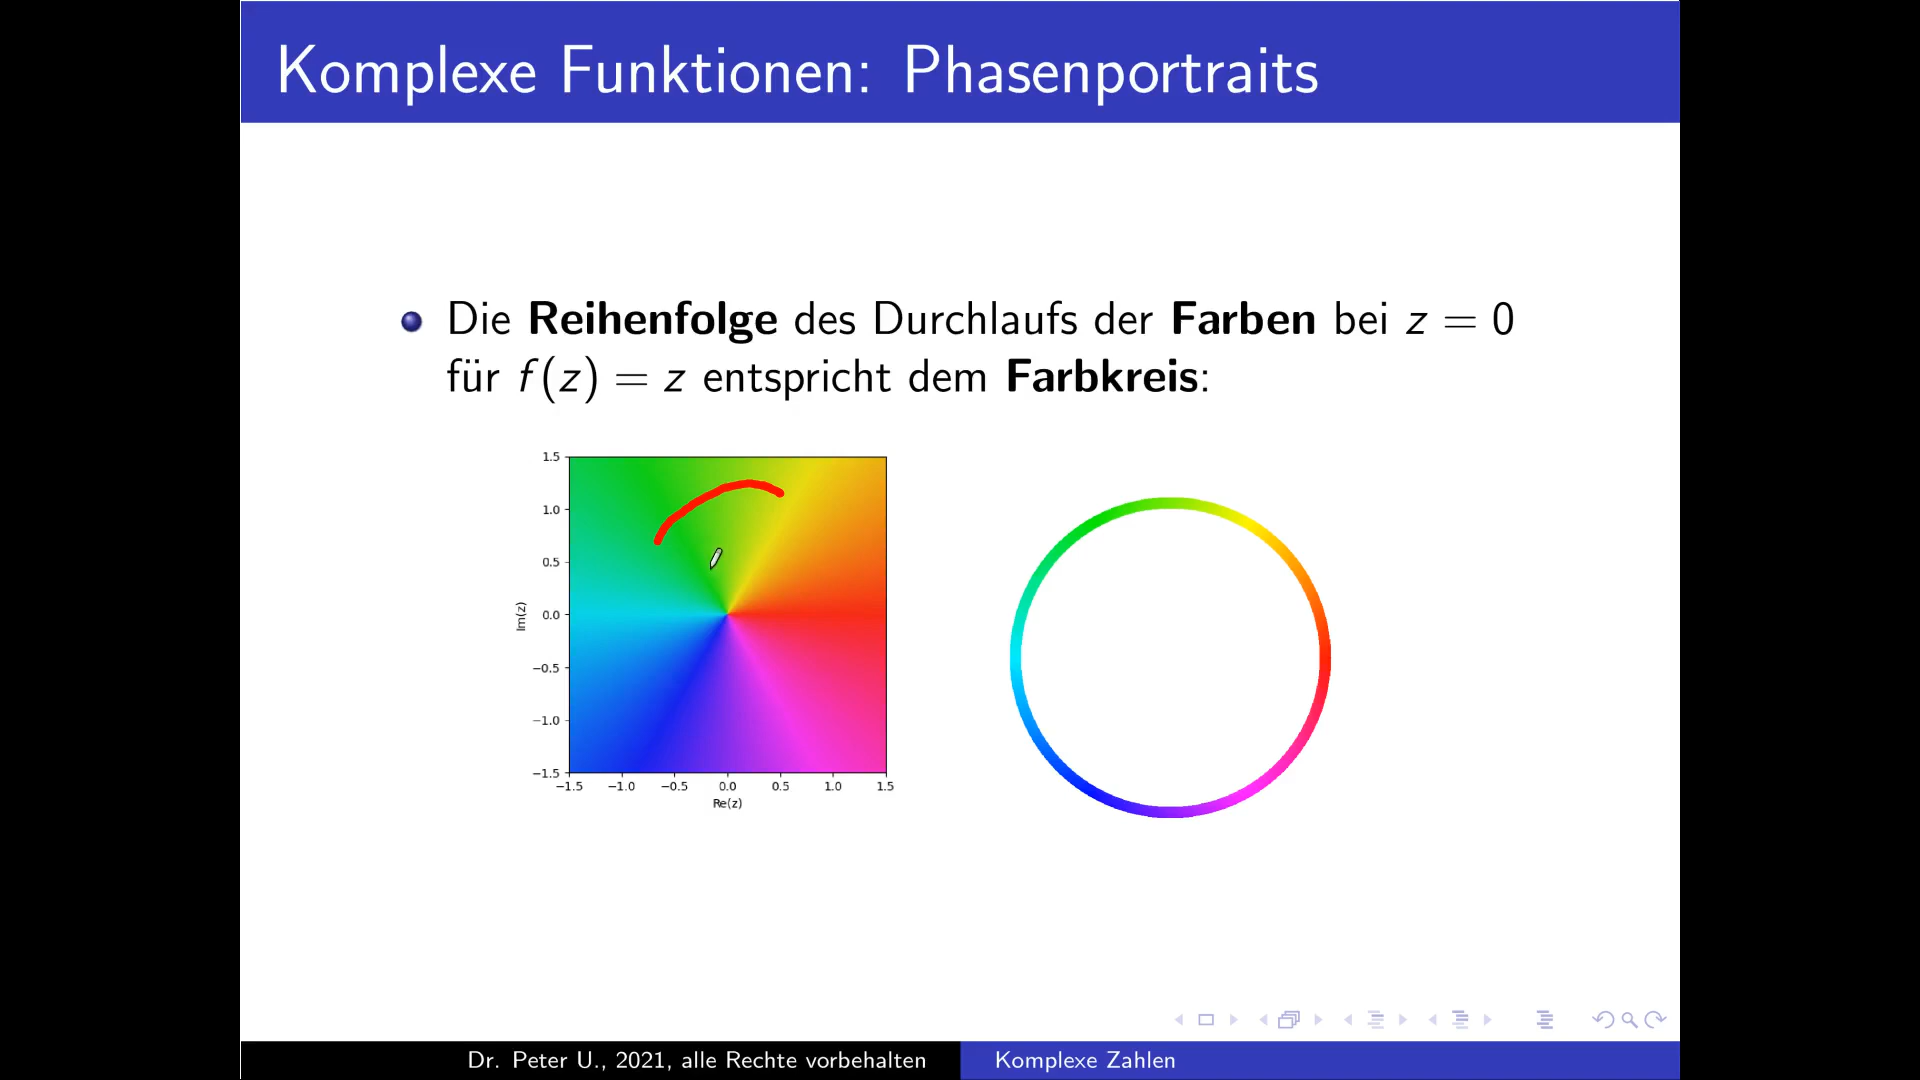 Komplexe Funktionen: Phasenportraits
Die Reihenfolge des Durchlaufs der Farben bei z = 0
für f(z) = z entspricht dem Farbkreis:
1.5
1.0
0.5
0.0
−0.5
−1.0
−1.5
Im(z)
−1.5 −1.0 −0.5 0.0 0.5 1.0 1.5
Re(z)
Dr. Peter U., 2021, alle Rechte vorbehalten
Komplexe Zahlen